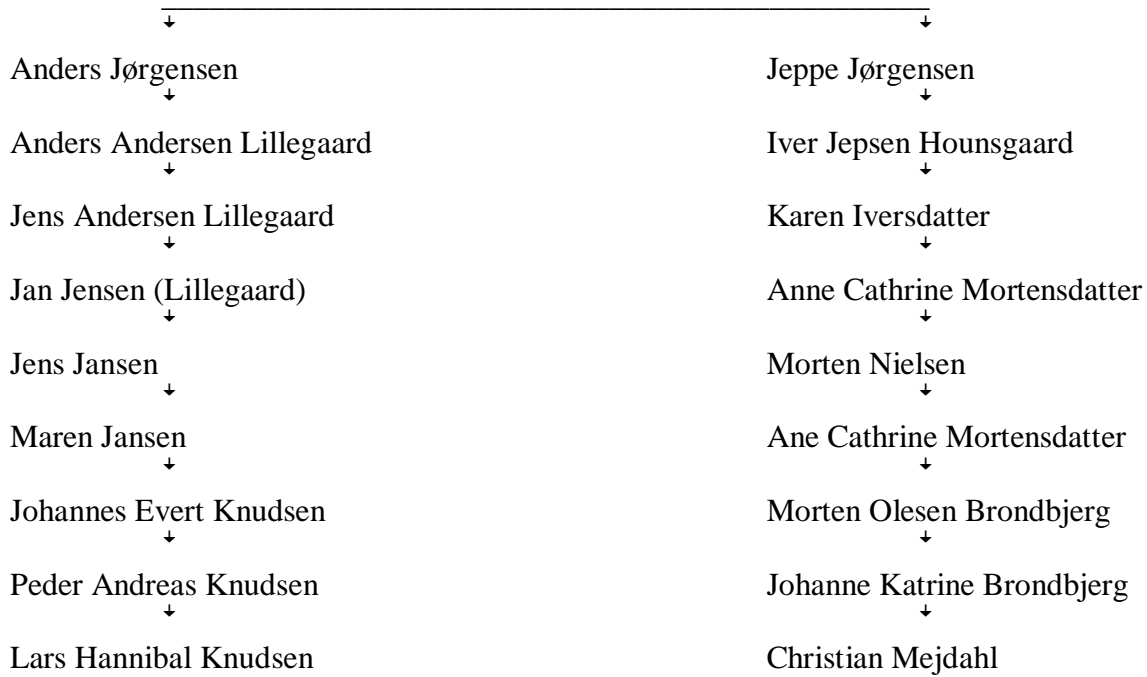 Anders Jørgensen Jeppe Jørgensen
Anders Andersen Lillegaard Iver Jepsen Hounsgaard
Jens Andersen Lillegaard Karen Iversdatter
Jan Jensen (Lillegaard) Anne Cathrine Mortensdatter
Jens Jansen Morten Nielsen
Maren Jansen Ane Cathrine Mortensdatter
Johannes Evert Knudsen Morten Olesen Brondbjerg
Peder Andreas Knudsen Johanne Katrine Brondbjerg
Lars Hannibal Knudsen Christian Mejdahl